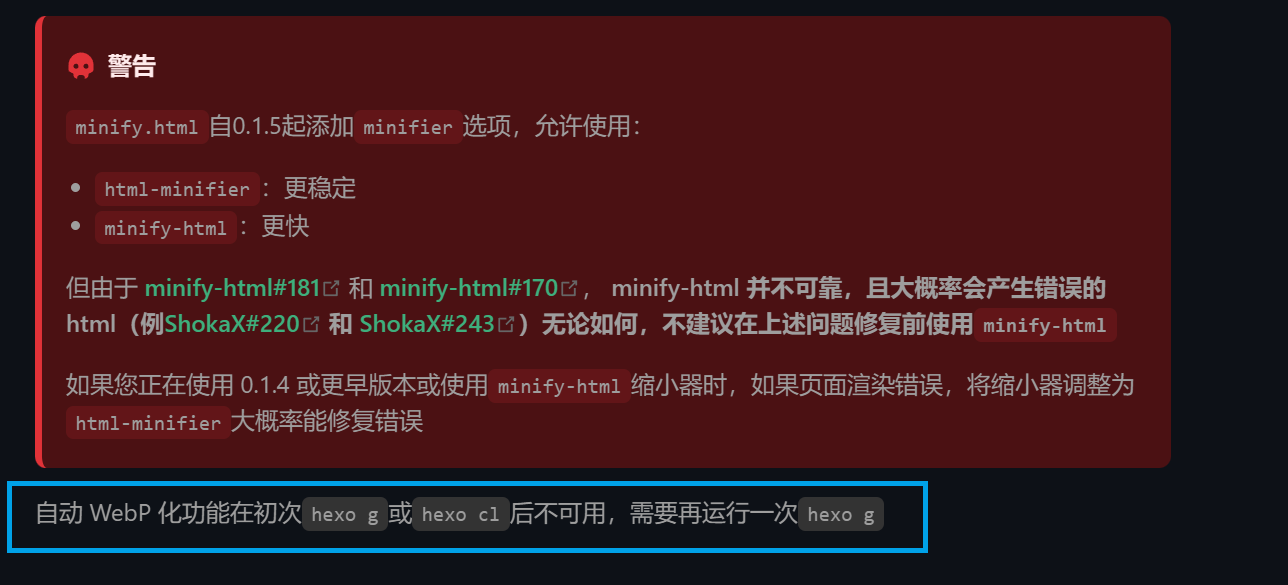 警告
minify.html 自0.1.5起添加 minifier 选项，允许使用：
html-minifier ：更稳定
minify-html ：更快
但由于 minify-html#181 和 minify-html#170 ， minify-html 并不可靠，且大概率会产生错误的
html（例ShokaX#220 和 ShokaX#243 ）无论如何，不建议在上述问题修复前使用 minify-html
如果您正在使用 0.1.4 或更早版本或使用 minify-html 缩小器时，如果页面渲染错误，将缩小器调整为
html-minifier 大概率能修复错误
自动 WebP 化功能在初次 hexo g 或 hexo cl 后不可用，需要再运行一次 hexo g